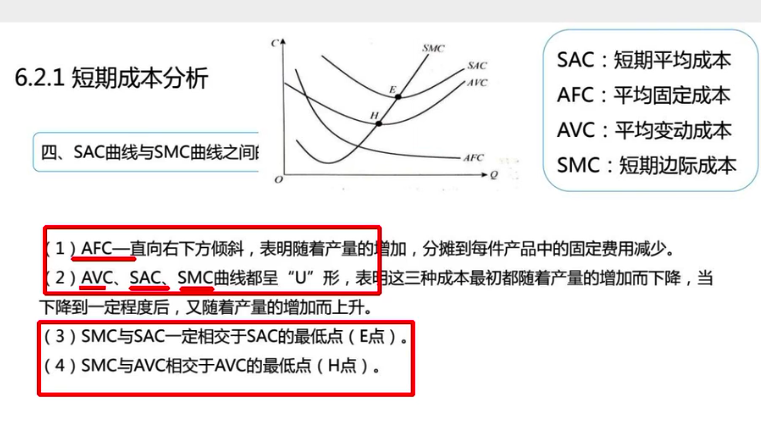 6.2.1 短期成本分析
四、SAC曲线与SMC曲线之间
C
SMC
SAC
AVC
E
H
AFC
O
Q
SAC：短期平均成本
AFC：平均固定成本
AVC：平均变动成本
SMC：短期边际成本
（1）AFC一直向右下方倾斜，表明随着产量的增加，分摊到每件产品中的固定费用减少。
（2）AVC、SAC、SMC曲线都呈“U”形，表明这三种成本最初都随着产量的增加而下降，当
下降到一定程度后，又随着产量的增加而上升。
（3）SMC与SAC一定相交于SAC的最低点（E点）。
（4）SMC与AVC相交于AVC的最低点（H点）。